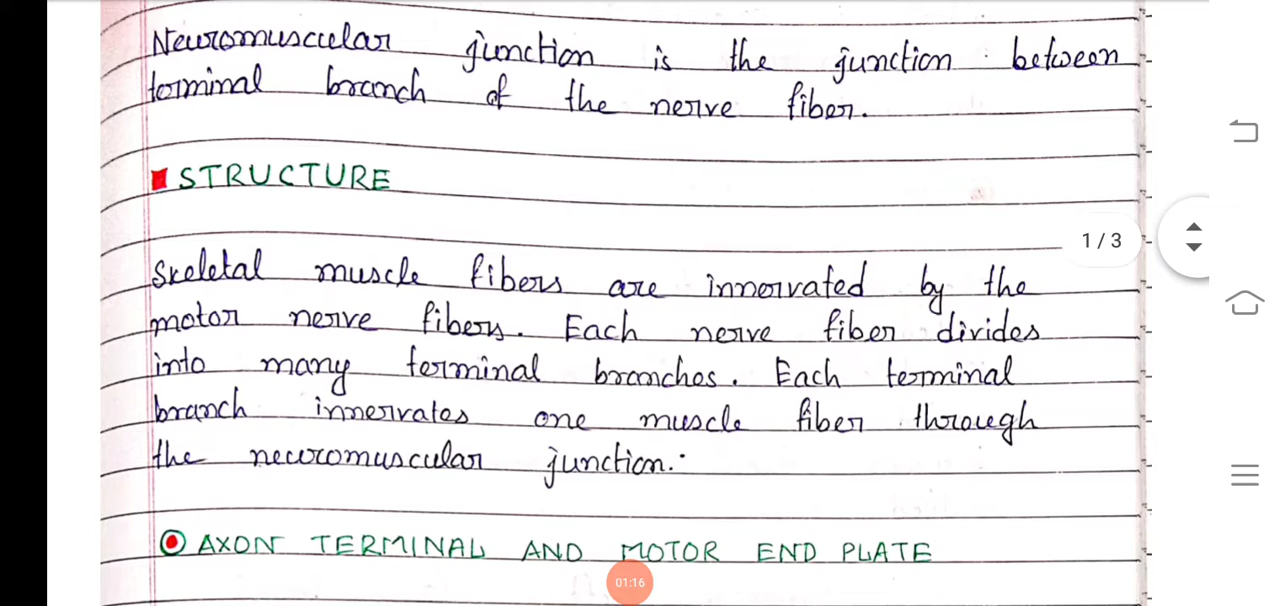 Neuromuscular junction is the junction between
terminal branch of the nerve fiber.
STRUCTURE
1 / 3
Skeletal muscle fibers are innervated by the
motor nerve fibers. Each nerve fiber divides
into many terminal branches. Each terminal
branch innervates one muscle fiber through
the neuromuscular junction.
AXON TERMINAL AND MOTOR END PLATE
01:16